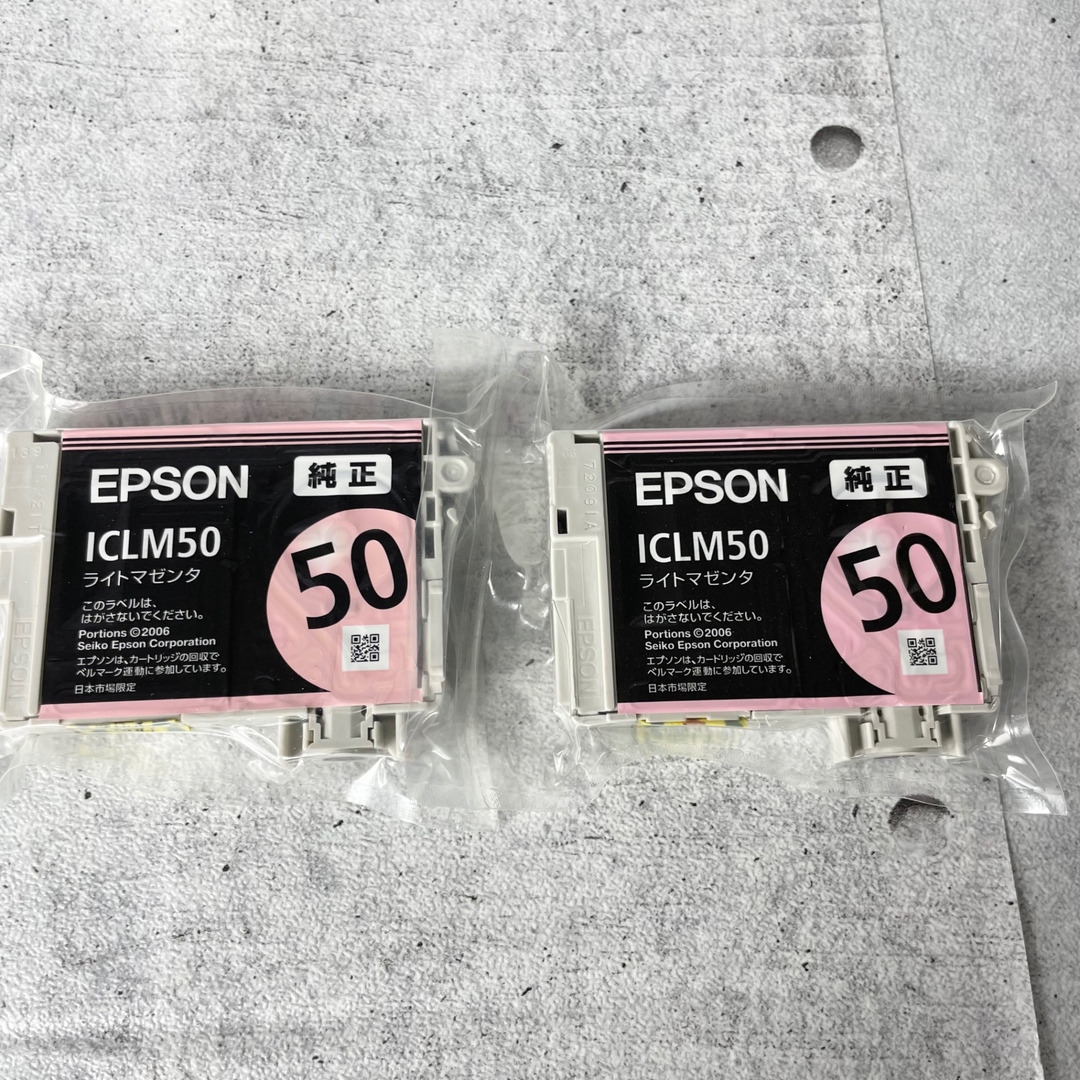 EPSON
純正
ICLM50
ライトマゼンタ
50
このラベルは、
はがさないでください。
Portions ©2006
Seiko Epson Corporation
エプソンは、カートリッジの回収で
ベルマーク運動に参加しています。
日本市場限定
EPSON
EPSON
純正
ICLM50
ライトマゼンタ
50
このラベルは、
はがさないでください。
Portions ©2006
Seiko Epson Corporation
エプソンは、カートリッジの回収で
ベルマーク運動に参加しています。
日本市場限定
EPSON